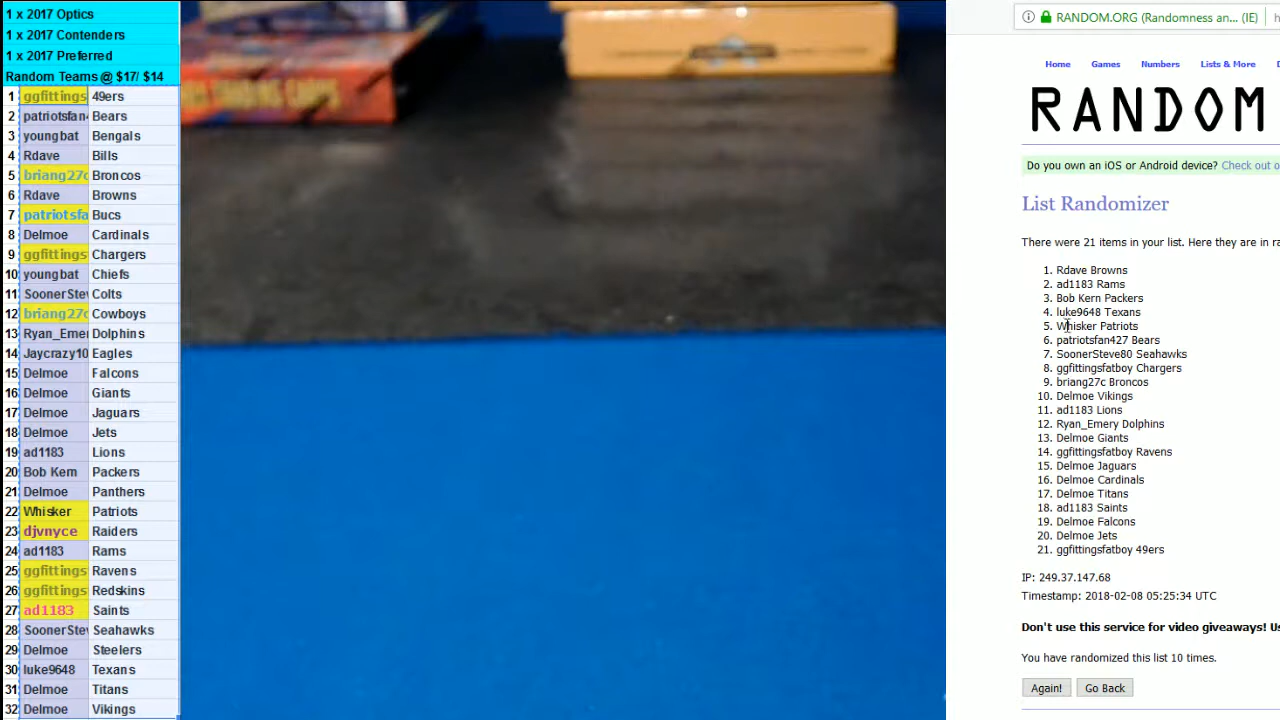 1 x 2017 Optics
1 x 2017 Contenders
1 x 2017 Preferred
Random Teams @ $17/ $14
1 ggfittings 49ers
2 patriotsfan4 Bears
3 youngbat Bengals
4 Rdave Bills
5 briang27c Broncos
6 Rdave Browns
7 patriotsfa Bucs
8 Delmoe Cardinals
9 ggfittings Chargers
10 youngbat Chiefs
11 SoonerStev Colts
12 briang27c Cowboys
13 Ryan_Emer Dolphins
14 Jaycrazy10 Eagles
15 Delmoe Falcons
16 Delmoe Giants
17 Delmoe Jaguars
18 Delmoe Jets
19 ad1183 Lions
20 Bob Kern Packers
21 Delmoe Panthers
22 Whisker Patriots
23 djvnyce Raiders
24 ad1183 Rams
25 ggfittings Ravens
26 ggfittings Redskins
27 ad1183 Saints
28 SoonerStev Seahawks
29 Delmoe Steelers
30 luke9648 Texans
31 Delmoe Titans
32 Delmoe Vikings
RANDOM.ORG (Randomness an... (IE)
Home Games Numbers Lists & More
RANDOM
Do you own an iOS or Android device? Check out o
List Randomizer
There were 21 items in your list. Here they are in ra
1. Rdave Browns
2. ad1183 Rams
3. Bob Kern Packers
4. luke9648 Texans
5. Whisker Patriots
6. patriotsfan427 Bears
7. SoonerSteve80 Seahawks
8. ggfittingsfatboy Chargers
9. briang27c Broncos
10. Delmoe Vikings
11. ad1183 Lions
12. Ryan_Emery Dolphins
13. Delmoe Giants
14. ggfittingsfatboy Ravens
15. Delmoe Jaguars
16. Delmoe Cardinals
17. Delmoe Titans
18. ad1183 Saints
19. Delmoe Falcons
20. Delmoe Jets
21. ggfittingsfatboy 49ers
IP: 249.37.147.68
Timestamp: 2018-02-08 05:25:34 UTC
Don't use this service for video giveaways! Us
You have randomized this list 10 times.
Again! Go Back